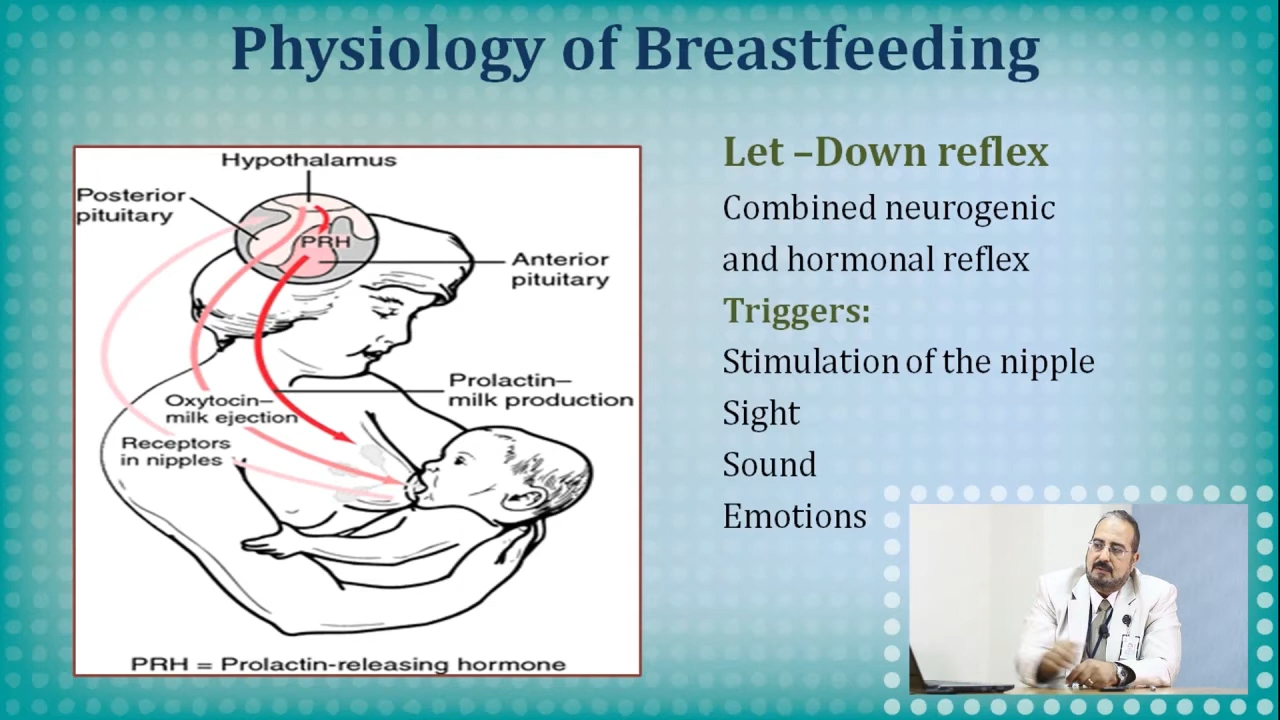 Physiology of Breastfeeding
Hypothalamus
Posterior
pituitary
PRH
Anterior
pituitary
Prolactin–
milk production
Oxytocin–
milk ejection
Receptors
in nipples
PRH = Prolactin-releasing hormone
Let –Down reflex
Combined neurogenic
and hormonal reflex
Triggers:
Stimulation of the nipple
Sight
Sound
Emotions